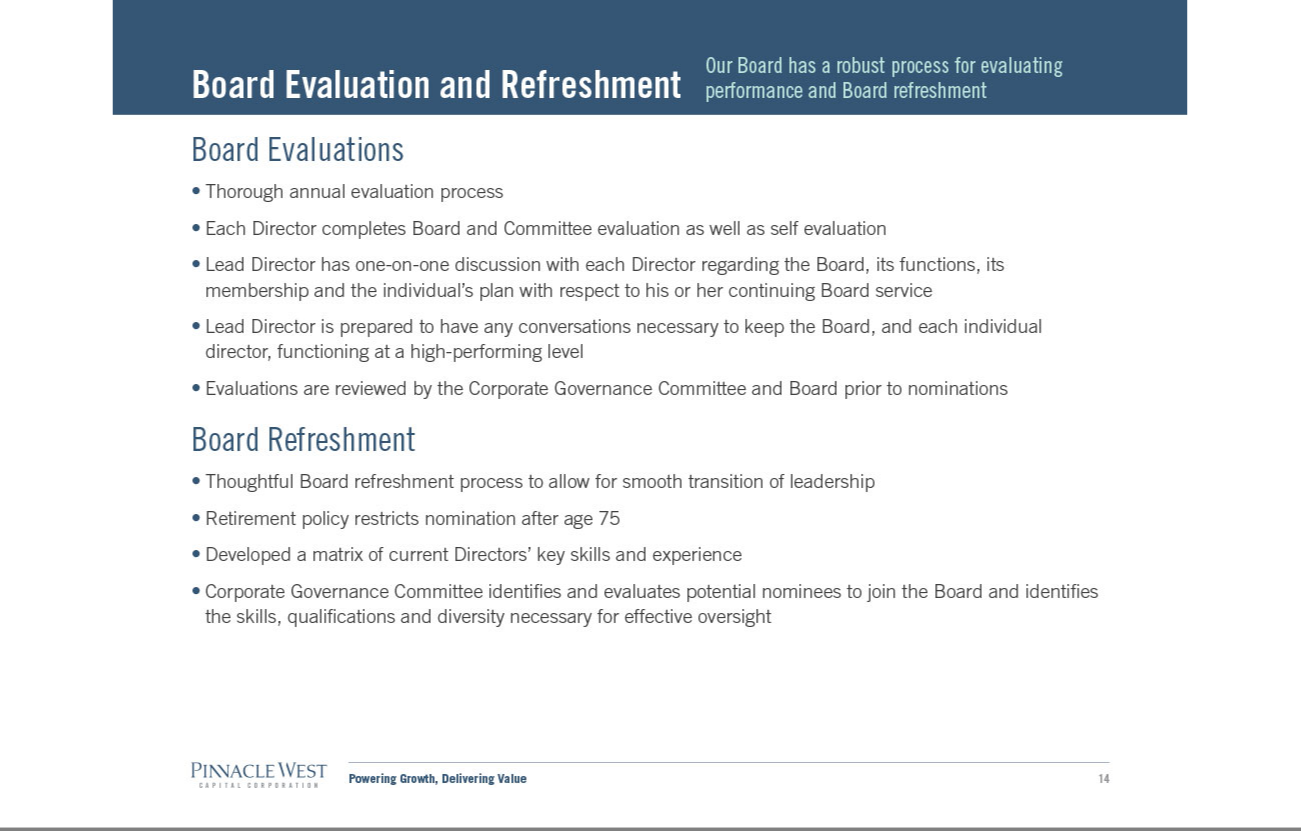 Board Evaluation and Refreshment
Our Board has a robust process for evaluating
performance and Board refreshment
Board Evaluations
• Thorough annual evaluation process
• Each Director completes Board and Committee evaluation as well as self evaluation
• Lead Director has one-on-one discussion with each Director regarding the Board, its functions, its
membership and the individual's plan with respect to his or her continuing Board service
• Lead Director is prepared to have any conversations necessary to keep the Board, and each individual
director, functioning at a high-performing level
• Evaluations are reviewed by the Corporate Governance Committee and Board prior to nominations
Board Refreshment
• Thoughtful Board refreshment process to allow for smooth transition of leadership
• Retirement policy restricts nomination after age 75
• Developed a matrix of current Directors' key skills and experience
• Corporate Governance Committee identifies and evaluates potential nominees to join the Board and identifies
the skills, qualifications and diversity necessary for effective oversight
PINNACLE WEST
CAPITAL CORPORATION
Powering Growth, Delivering Value
14